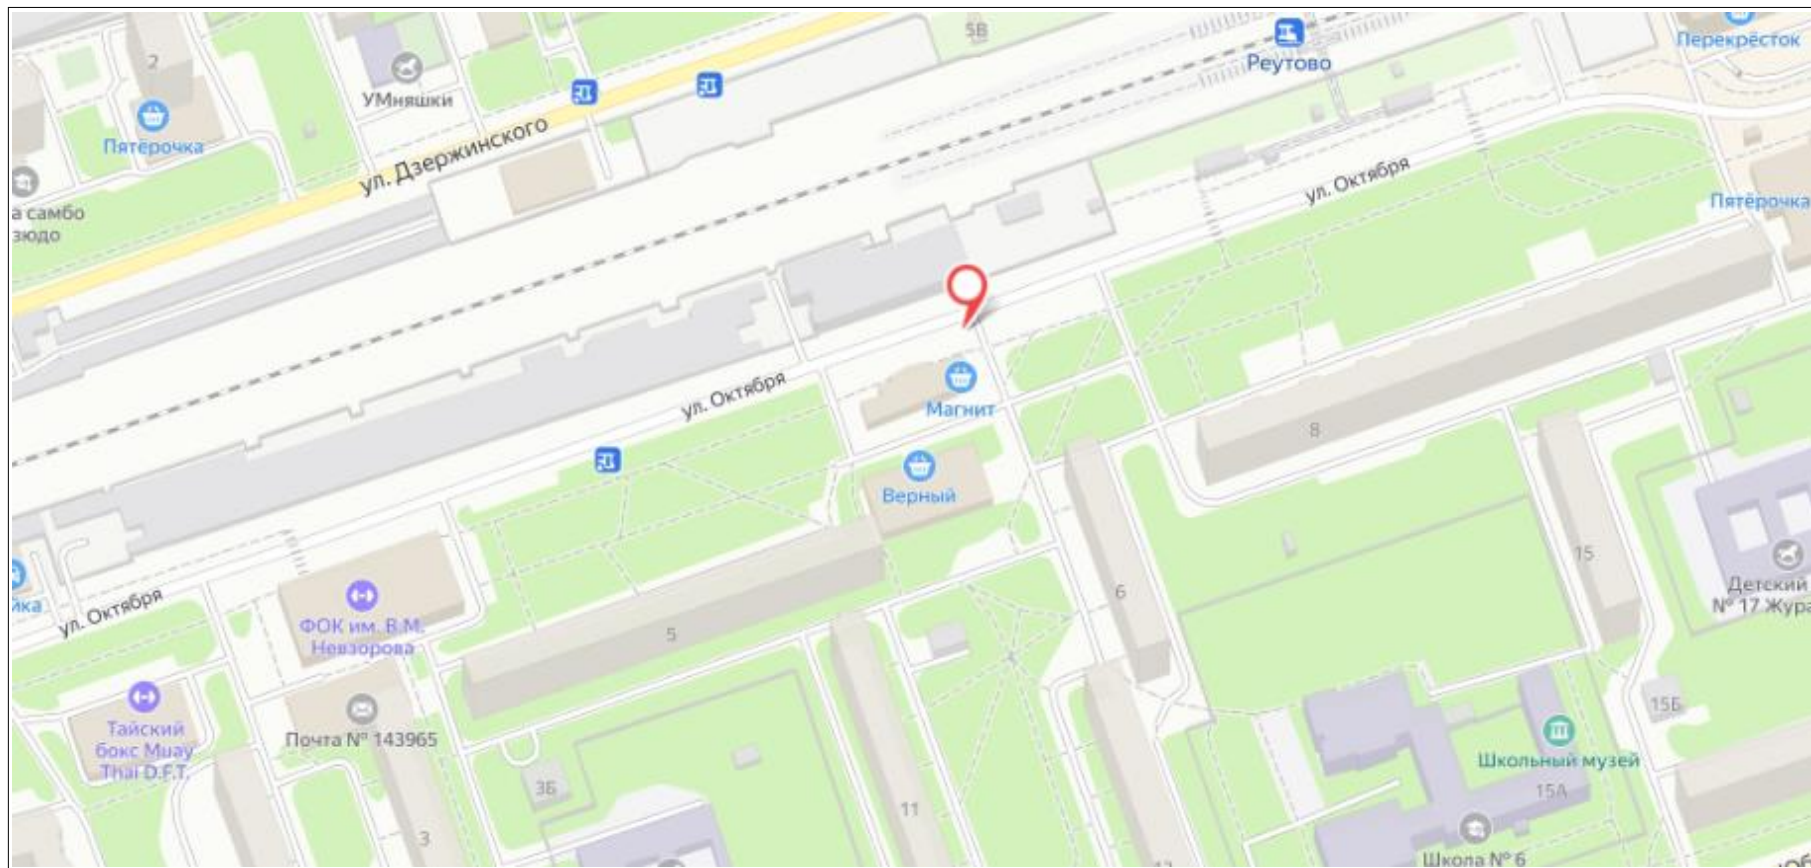 5В
Реутово
Перекрёсток
2
УМняшки
Пятёрочка
ул. Дзержинского
а самбо
зюдо
ул. Октября
Пятёрочка
ул. Октября
Магнит
8
Верный
15
6
Детский
№ 17 Жура
йка
ул. Октября
ФОК им. В.М.
Невзорова
5
Тайский
бокс Muay
Thai D.F.T.
Почта № 143965
15Б
Школьный музей
15А
3Б
11
3
Школа № 6